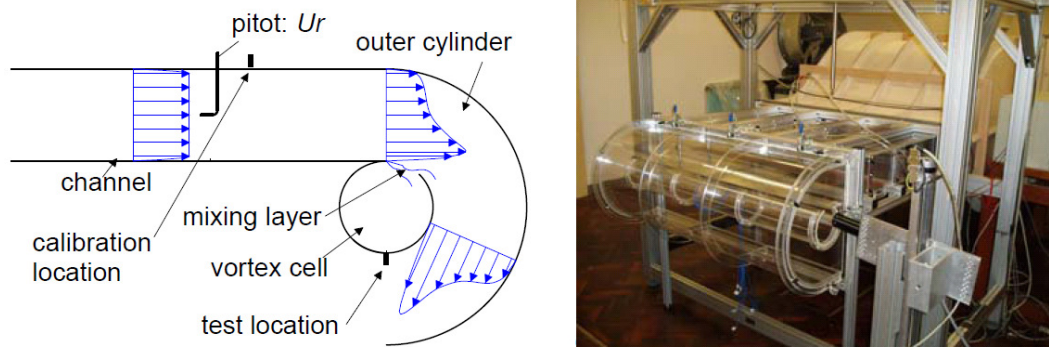 pitot: Ur
outer cylinder
channel
mixing layer
calibration
location
vortex cell
test location